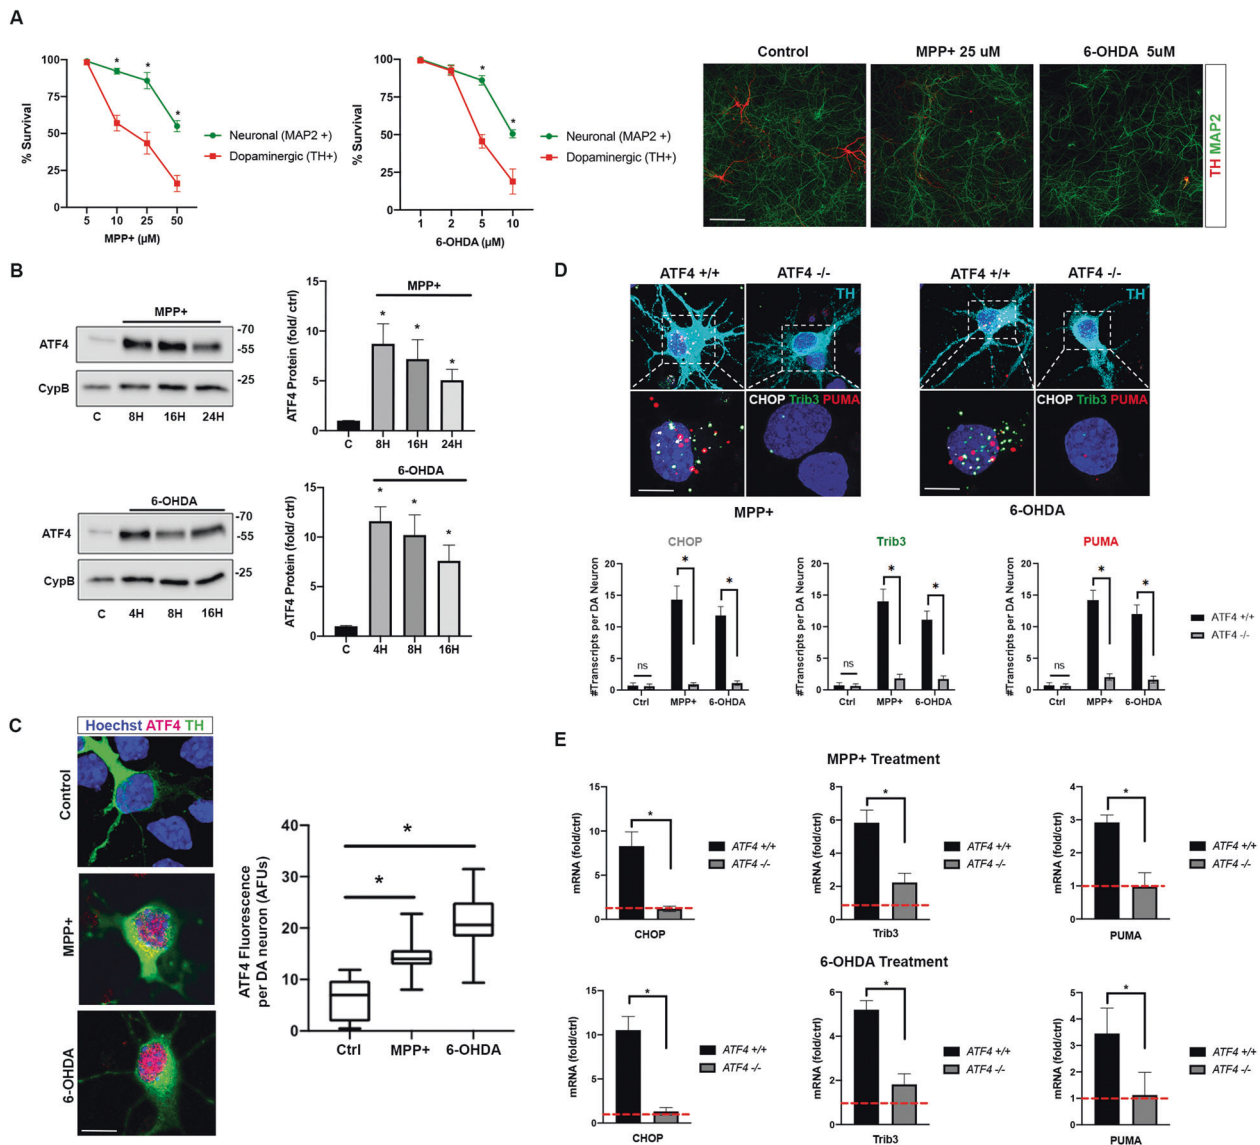 A
% Survival
100
75
50
25
0
5 10 25 50
MPP+ (µM)
* * *
Neuronal (MAP2 +)
Dopaminergic (TH+)
% Survival
100
75
50
25
0
1 2 5 10
6-OHDA (µM)
* *
Neuronal (MAP2 +)
Dopaminergic (TH+)
Control
MPP+ 25 uM
6-OHDA 5uM
TH MAP2
B
MPP+
ATF4
CypB
-70
-55
-25
C 8H 16H 24H
ATF4 Protein (fold/ ctrl)
15
10
5
0
MPP+
* * *
C 8H 16H 24H
6-OHDA
ATF4
CypB
-70
-55
-25
C 4H 8H 16H
ATF4 Protein (fold/ ctrl)
15
10
5
0
6-OHDA
* * *
C 4H 8H 16H
C
Hoechst ATF4 TH
Control
MPP+
6-OHDA
ATF4 Fluorescence
per DA neuron (AFUs)
40
30
20
10
0
*
*
Ctrl MPP+ 6-OHDA
D
ATF4 +/+ ATF4 -/-
TH
CHOP Trib3 PUMA
MPP+
ATF4 +/+ ATF4 -/-
TH
CHOP Trib3 PUMA
6-OHDA
CHOP
#Transcripts per DA Neuron
20
15
10
5
0
ns * *
Ctrl MPP+ 6-OHDA
Trib3
#Transcripts per DA Neuron
20
15
10
5
0
ns * *
Ctrl MPP+ 6-OHDA
PUMA
#Transcripts per DA Neuron
20
15
10
5
0
ns * *
Ctrl MPP+ 6-OHDA
ATF4 +/+
ATF4 -/-
E
MPP+ Treatment
mRNA (fold/ctrl)
15
10
5
0
*
CHOP
ATF4 +/+
ATF4 -/-
mRNA (fold/ctrl)
8
6
4
2
0
*
Trib3
ATF4 +/+
ATF4 -/-
mRNA (fold/ctrl)
4
3
2
1
0
*
PUMA
ATF4 +/+
ATF4 -/-
6-OHDA Treatment
mRNA (fold/ctrl)
15
10
5
0
*
CHOP
ATF4 +/+
ATF4 -/-
mRNA (fold/ctrl)
6
4
2
0
*
Trib3
ATF4 +/+
ATF4 -/-
mRNA (fold/ctrl)
5
4
3
2
1
0
*
PUMA
ATF4 +/+
ATF4 -/-